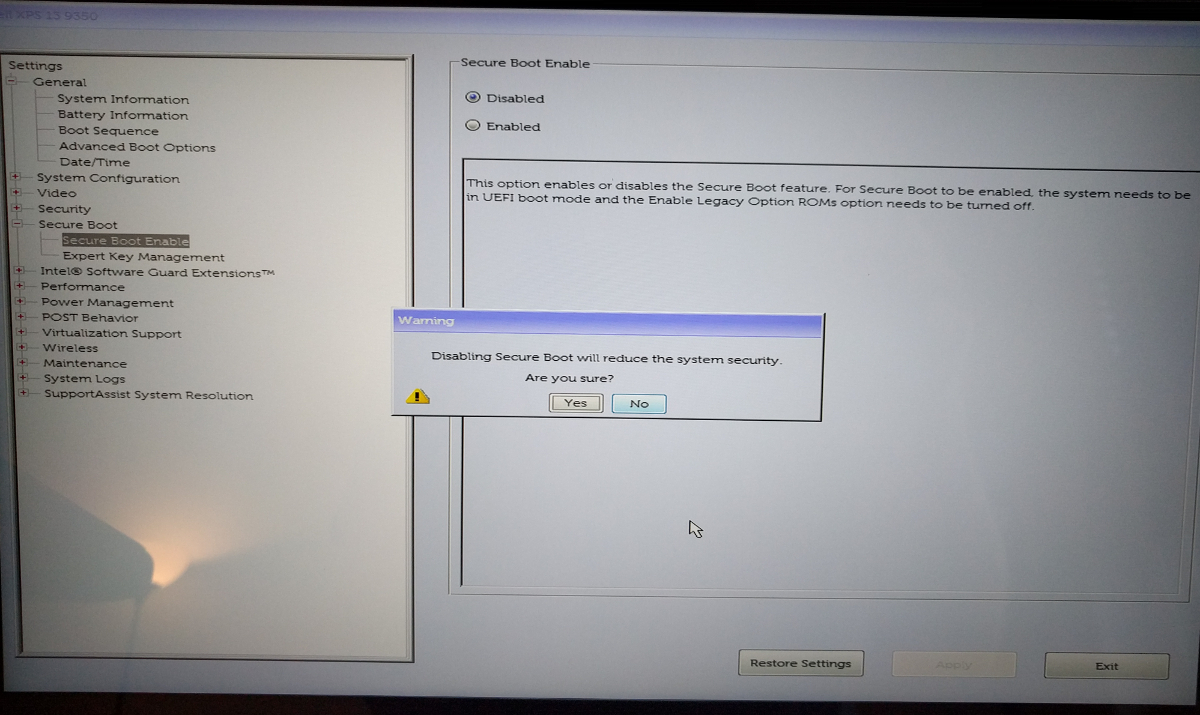 XPS 13 9350
Settings
General
System Information
Battery Information
Boot Sequence
Advanced Boot Options
Date/Time
System Configuration
Video
Security
Secure Boot
Secure Boot Enable
Expert Key Management
Intel® Software Guard Extensions™
Performance
Power Management
POST Behavior
Virtualization Support
Wireless
Maintenance
System Logs
SupportAssist System Resolution
Secure Boot Enable
Disabled
Enabled
This option enables or disables the Secure Boot feature. For Secure Boot to be enabled, the system needs to be
in UEFI boot mode and the Enable Legacy Option ROMs option needs to be turned off.
Warning
Disabling Secure Boot will reduce the system security.
Are you sure?
Yes
No
Restore Settings
Apply
Exit